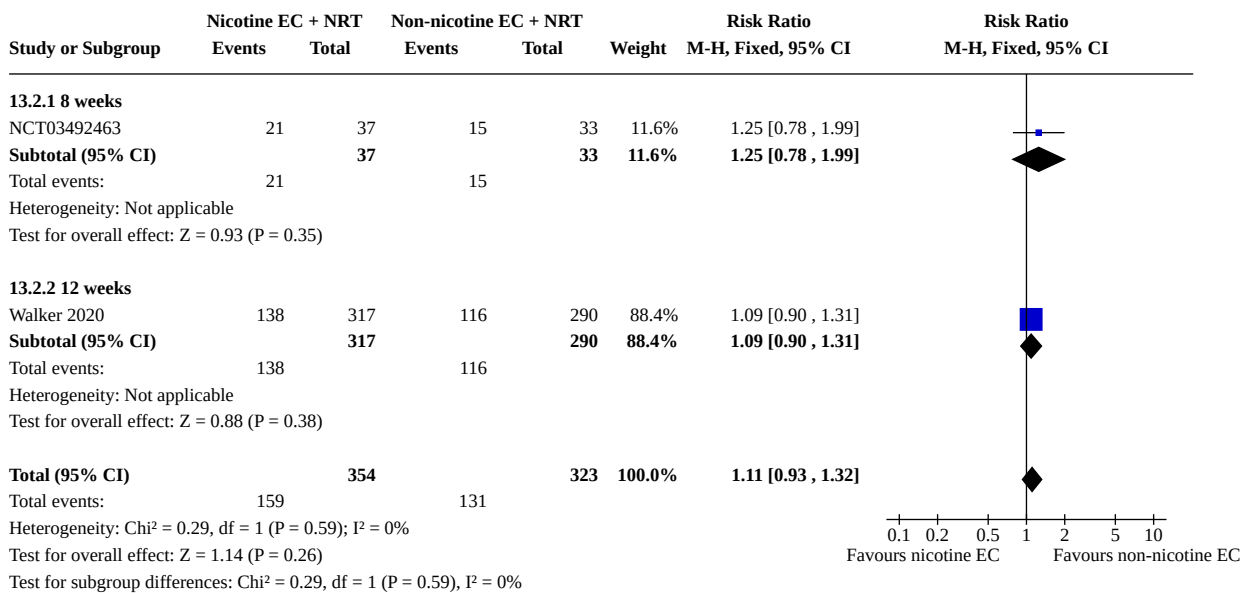 Nicotine EC + NRT Non-nicotine EC + NRT Risk Ratio Risk Ratio
Study or Subgroup Events Total Events Total Weight M-H, Fixed, 95% CI M-H, Fixed, 95% CI
13.2.1 8 weeks
NCT03492463 21 37 15 33 11.6% 1.25 [0.78 , 1.99]
Subtotal (95% CI) 37 33 11.6% 1.25 [0.78 , 1.99]
Total events: 21 15
Heterogeneity: Not applicable
Test for overall effect: Z = 0.93 (P = 0.35)
13.2.2 12 weeks
Walker 2020 138 317 116 290 88.4% 1.09 [0.90 , 1.31]
Subtotal (95% CI) 317 290 88.4% 1.09 [0.90 , 1.31]
Total events: 138 116
Heterogeneity: Not applicable
Test for overall effect: Z = 0.88 (P = 0.38)
Total (95% CI) 354 323 100.0% 1.11 [0.93 , 1.32]
Total events: 159 131
Heterogeneity: Chi² = 0.29, df = 1 (P = 0.59); I² = 0%
0.1 0.2 0.5 1 2 5 10
Test for overall effect: Z = 1.14 (P = 0.26)
Favours nicotine EC Favours non-nicotine EC
Test for subgroup differences: Chi² = 0.29, df = 1 (P = 0.59), I² = 0%